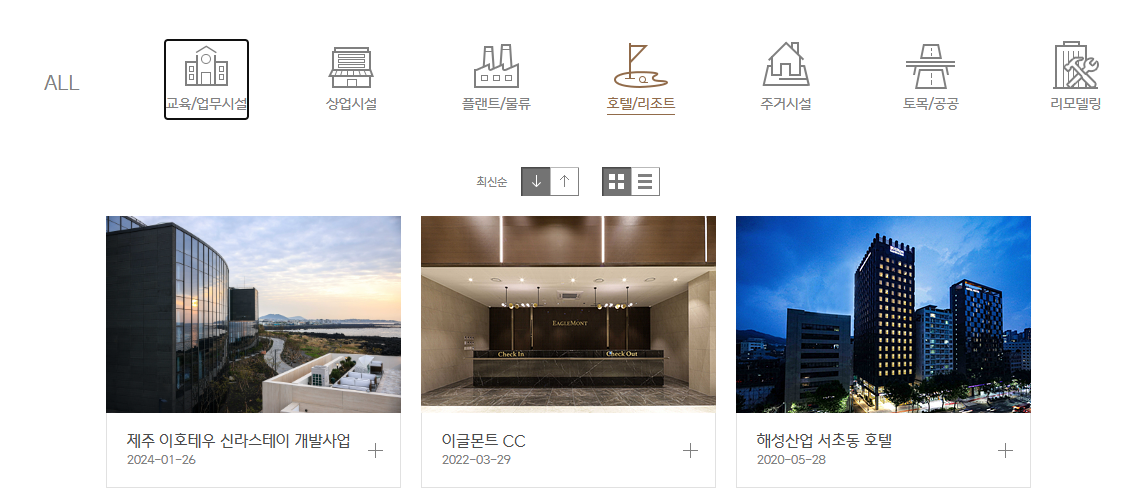 ALL
교육/업무시설
상업시설
플랜트/물류
호텔/리조트
주거시설
토목/공공
리모델링
최신순
EAGLEMONT
Check In
Check Out
제주 이호테우 신라스테이 개발사업
2024-01-26
이글몬트 CC
2022-03-29
해성산업 서초동 호텔
2020-05-28